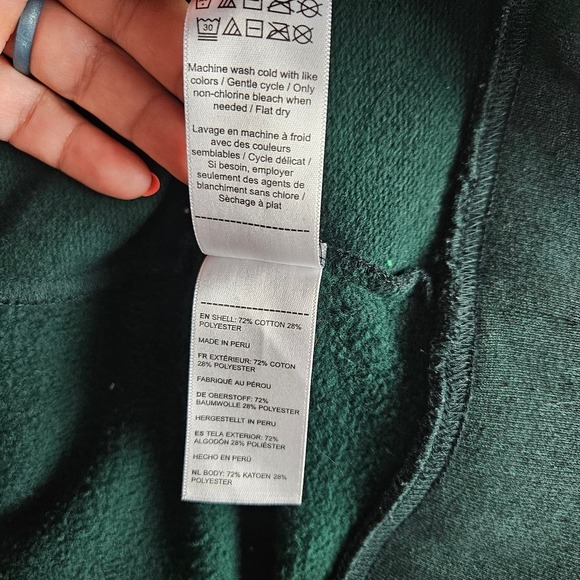 30
Machine wash cold with like
colors / Gentle cycle / Only
non-chlorine bleach when
needed / Flat dry
Lavage en machine à froid
avec des couleurs
semblables / Cycle délicat /
Si besoin, employer
seulement des agents de
blanchiment sans chlore /
Sèchage à plat
EN SHELL: 72% COTTON 28%
POLYESTER
MADE IN PERU
FR EXTÉRIEUR: 72% COTON
28% POLYESTER
FABRIQUÉ AU PÉROU
DE OBERSTOFF: 72%
BAUMWOLLE 28% POLYESTER
HERGESTELLT IN PERU
ES TELA EXTERIOR: 72%
ALGODÓN 28% POLIÉSTER
HECHO EN PERÚ
NL BODY: 72% KATOEN 28%
POLYESTER